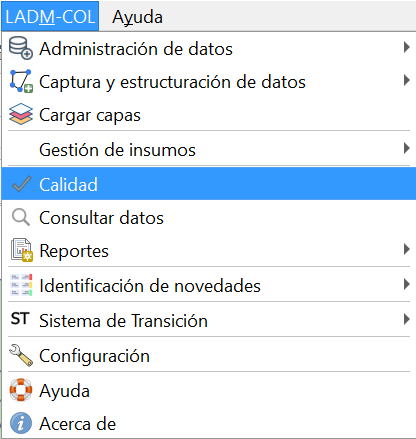 LADM-COL Ayuda
Administración de datos
Captura y estructuración de datos
Cargar capas
Gestión de insumos
Calidad
Consultar datos
Reportes
Identificación de novedades
ST Sistema de Transición
Configuración
Ayuda
Acerca de